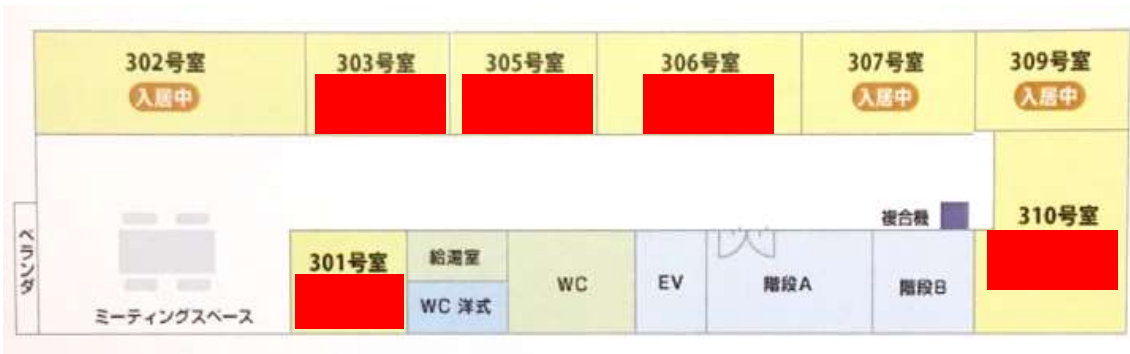 302号室
入居中
303号室
305号室
306号室
307号室
入居中
309号室
入居中
複合機
310号室
ベランダ
ミーティングスペース
301号室
給湯室
WC 洋式
WC
EV
階段A
階段B